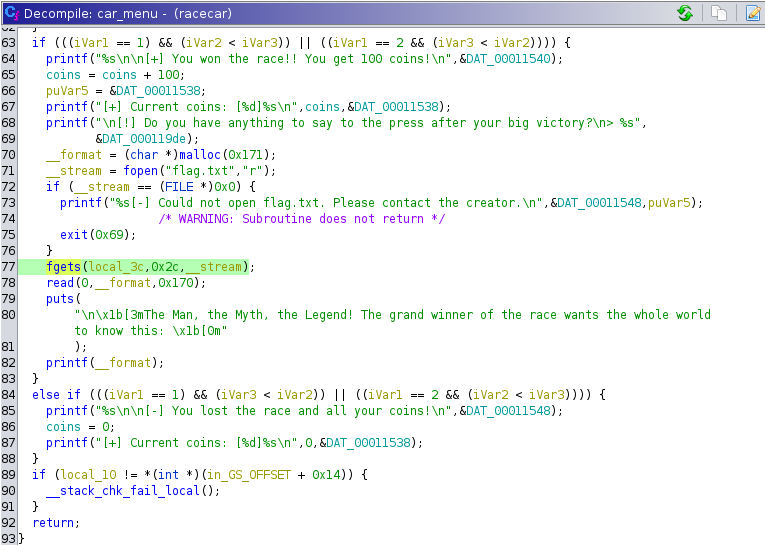 Decompile: car_menu - (racecar)
63 if (((iVar1 == 1) && (iVar2 < iVar3)) || ((iVar1 == 2 && (iVar3 < iVar2)))) {
64 printf("%s\n\n[+] You won the race!! You get 100 coins!\n",&DAT_00011540);
65 coins = coins + 100;
66 puVar5 = &DAT_00011538;
67 printf("[+] Current coins: [%d]%s\n",coins,&DAT_00011538);
68 printf("\n[!] Do you have anything to say to the press after your big victory?\n> %s",
69 &DAT_000119de);
70 __format = (char *)malloc(0x171);
71 __stream = fopen("flag.txt","r");
72 if (__stream == (FILE *)0x0) {
73 printf("%s[-] Could not open flag.txt. Please contact the creator.\n",&DAT_00011548,puVar5);
74 /* WARNING: Subroutine does not return */
75 exit(0x69);
76 }
77 fgets(local_3c,0x2c,__stream);
78 read(0,__format,0x170);
79 puts(
80 "\n\x1b[3mThe Man, the Myth, the Legend! The grand winner of the race wants the whole world
to know this: \x1b[0m"
81 );
82 printf(__format);
83 }
84 else if (((iVar1 == 1) && (iVar3 < iVar2)) || ((iVar1 == 2 && (iVar2 < iVar3)))) {
85 printf("%s\n\n[-] You lost the race and all your coins!\n",&DAT_00011548);
86 coins = 0;
87 printf("[+] Current coins: [%d]%s\n",0,&DAT_00011538);
88 }
89 if (local_10 != *(int *)(in_GS_OFFSET + 0x14)) {
90 __stack_chk_fail_local();
91 }
92 return;
93 }